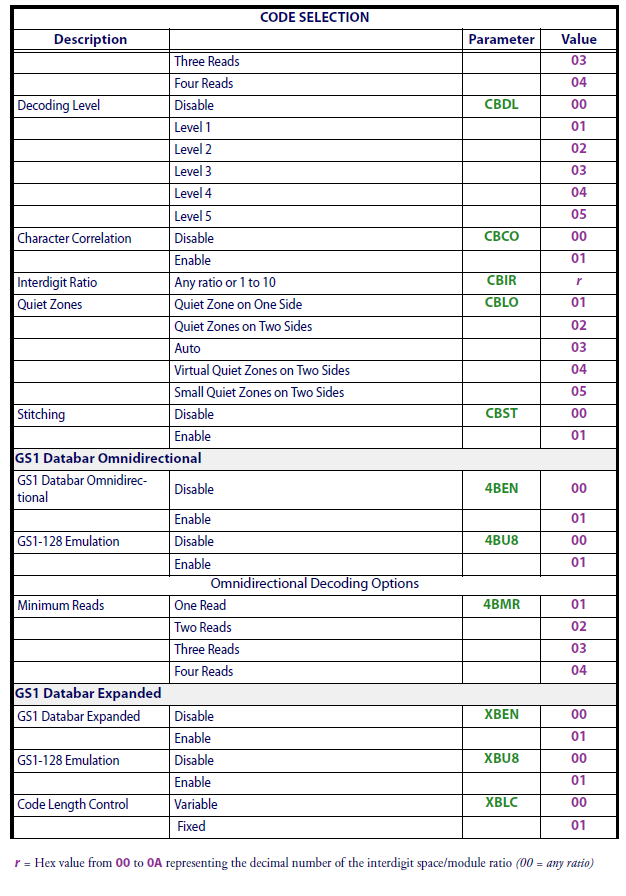 CODE SELECTION
Description Parameter Value
Three Reads 03
Four Reads 04
Decoding Level Disable CBDL 00
Level 1 01
Level 2 02
Level 3 03
Level 4 04
Level 5 05
Character Correlation Disable CBCO 00
Enable 01
Interdigit Ratio Any ratio or 1 to 10 CBIR r
Quiet Zones Quiet Zone on One Side CBLO 01
Quiet Zones on Two Sides 02
Auto 03
Virtual Quiet Zones on Two Sides 04
Small Quiet Zones on Two Sides 05
Stitching Disable CBST 00
Enable 01
GS1 Databar Omnidirectional
GS1 Databar Omnidirec-
tional Disable 4BEN 00
Enable 01
GS1-128 Emulation Disable 4BU8 00
Enable 01
Omnidirectional Decoding Options
Minimum Reads One Read 4BMR 01
Two Reads 02
Three Reads 03
Four Reads 04
GS1 Databar Expanded
GS1 Databar Expanded Disable XBEN 00
Enable 01
GS1-128 Emulation Disable XBU8 00
Enable 01
Code Length Control Variable XBLC 00
Fixed 01
r = Hex value from 00 to 0A representing the decimal number of the interdigit space/module ratio (00 = any ratio)